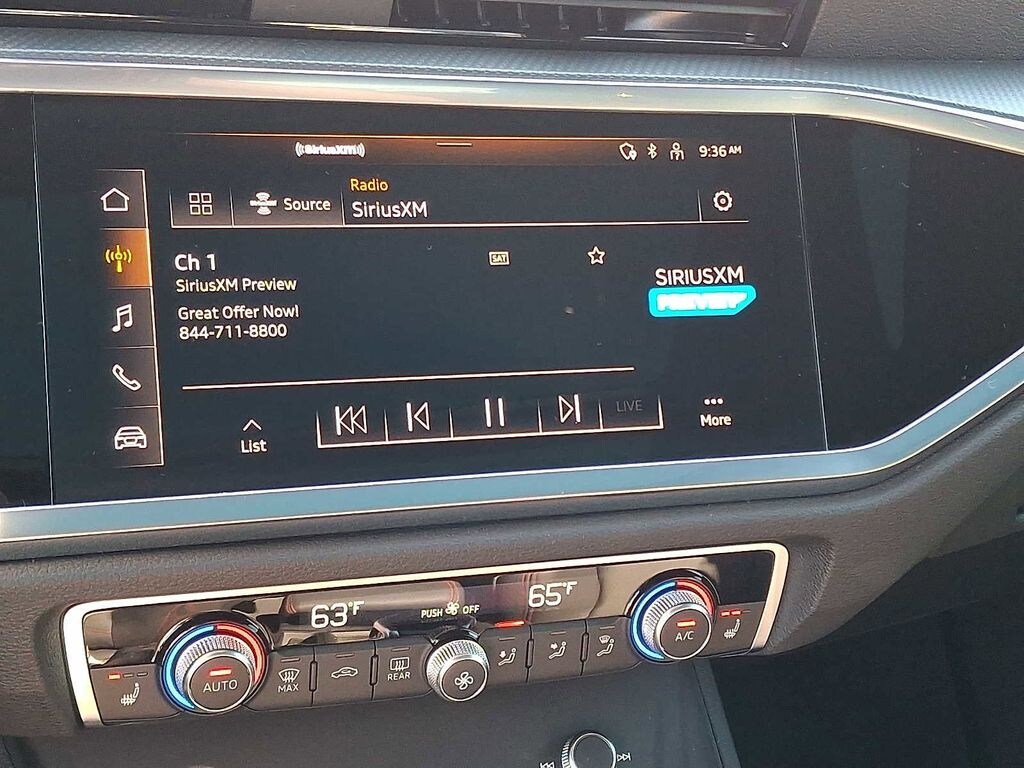 SiriusXM
9:36 AM
Radio
Source
SiriusXM
Ch 1
SAT
SiriusXM Preview
SIRIUSXM
PREVIEW
Great Offer Now!
844-711-8800
LIVE
List
More
63°F
PUSH OFF
65°F
AUTO
MAX
REAR
A/C